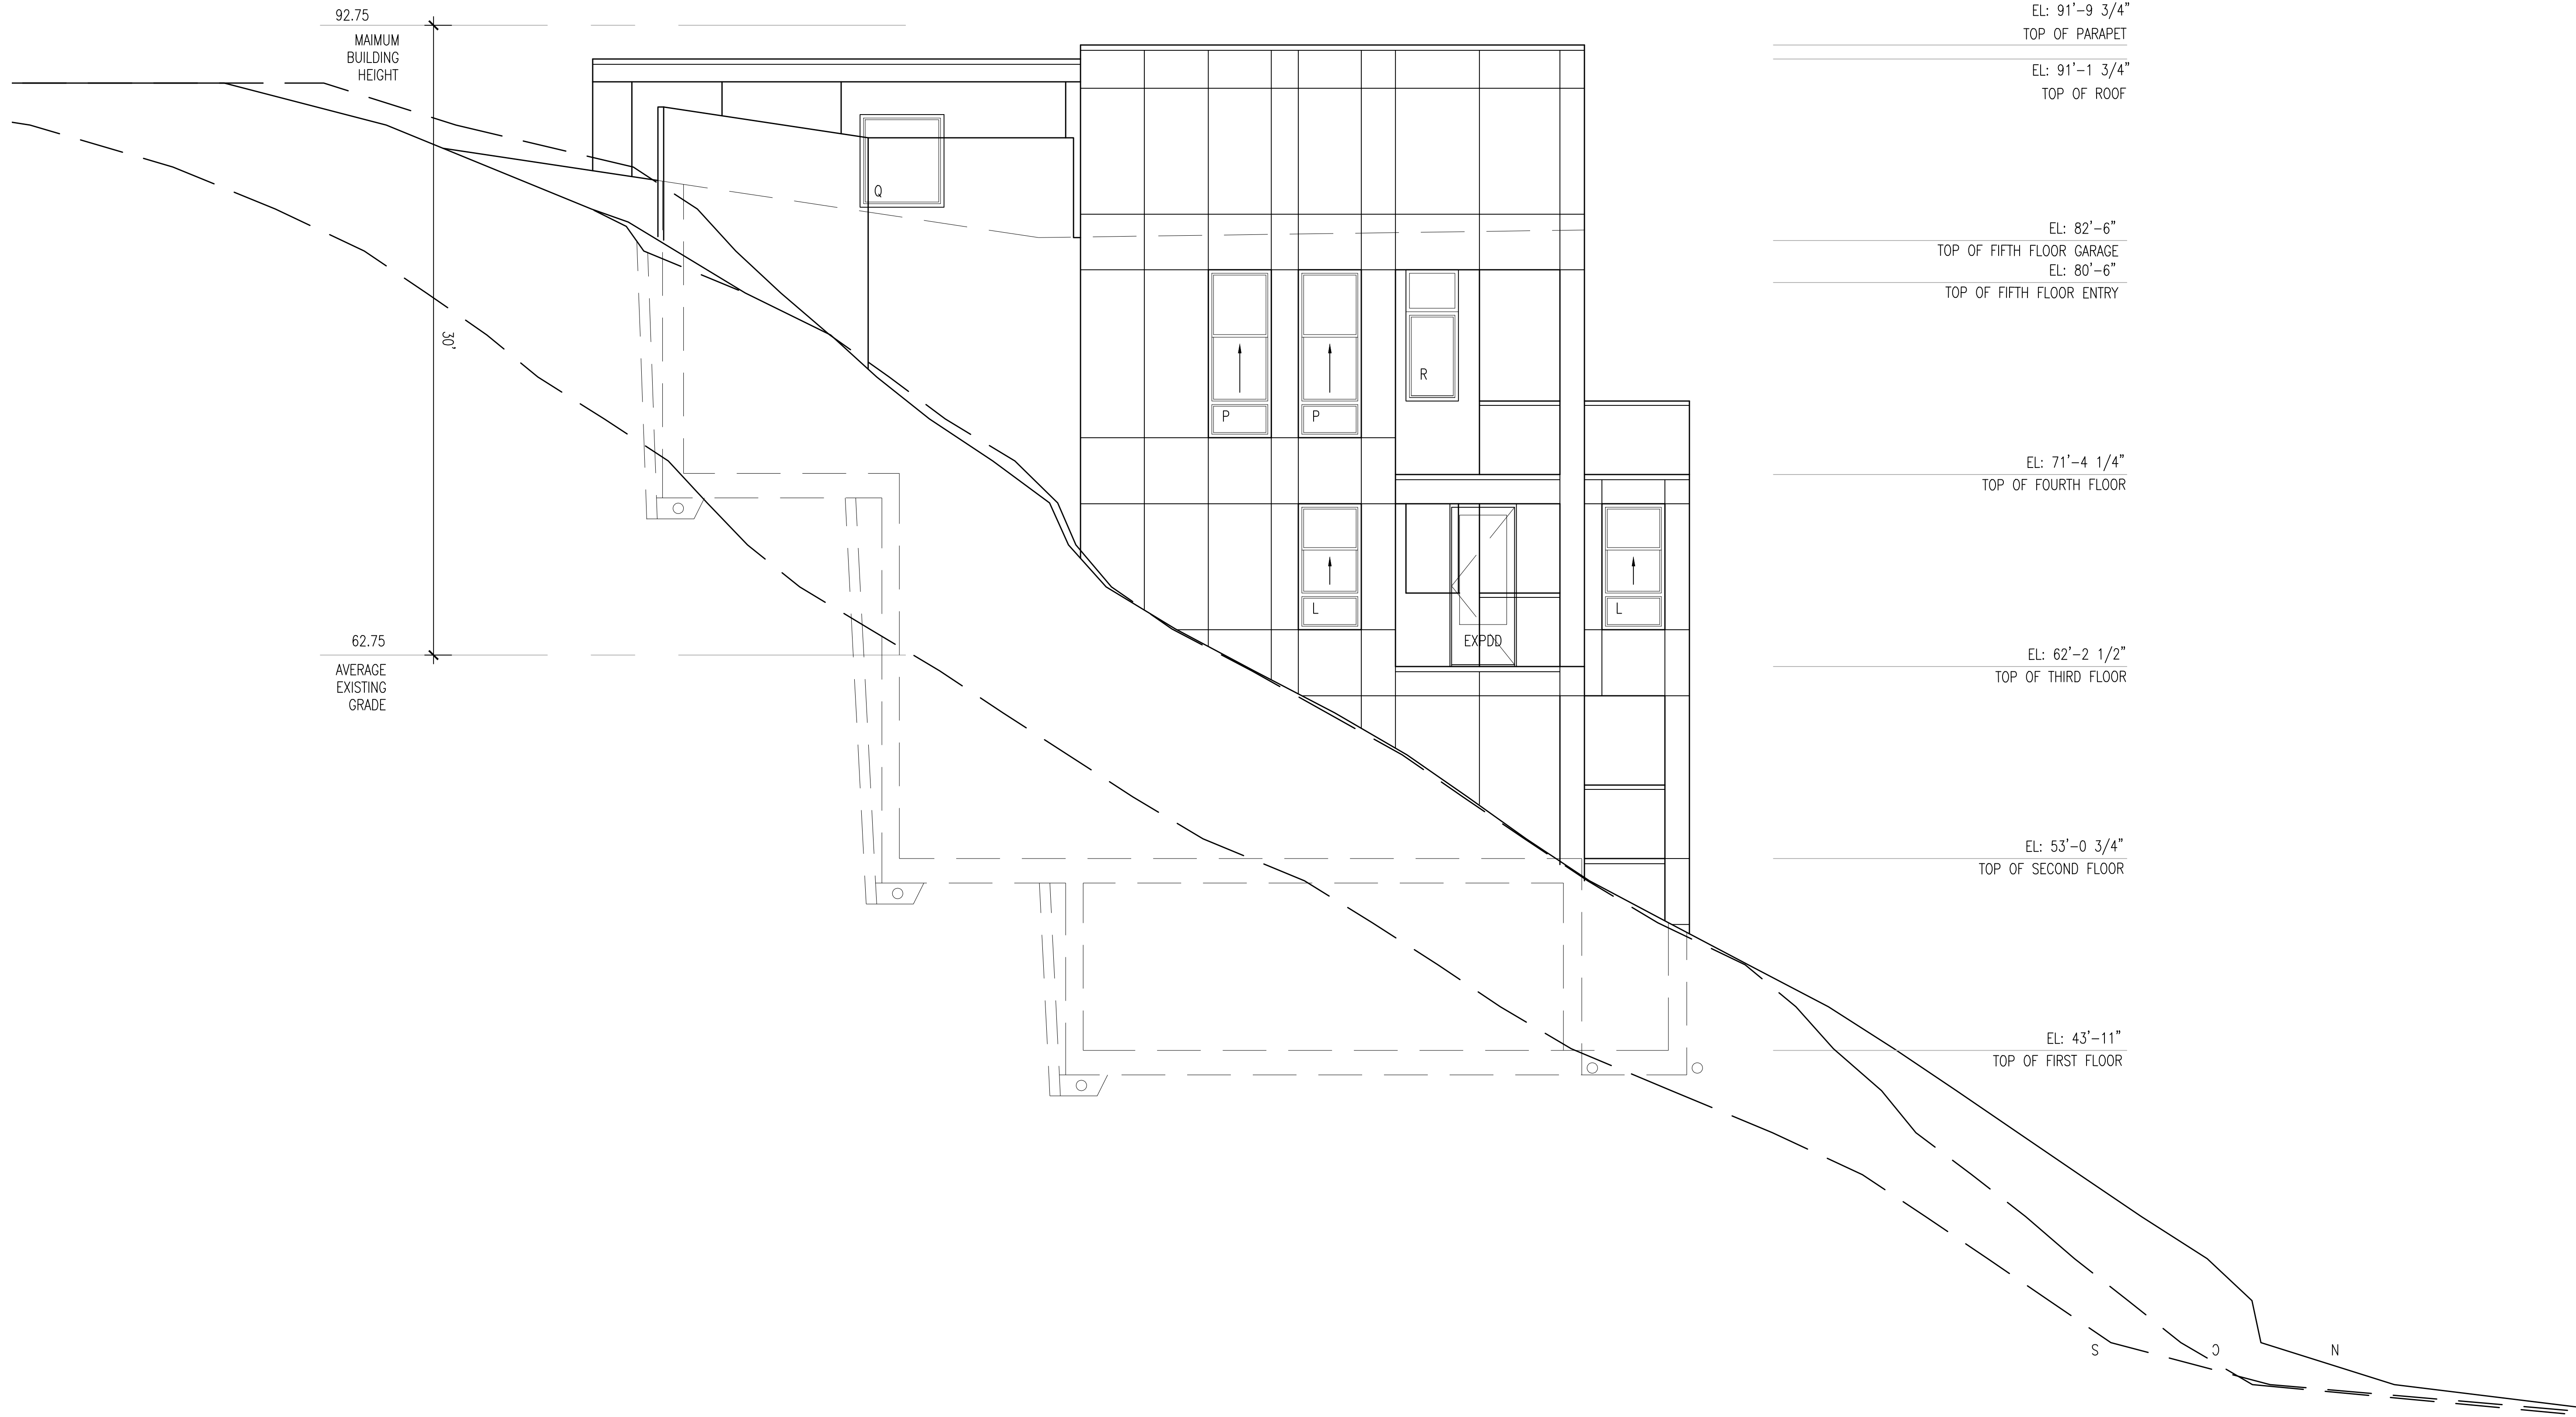 92.75
MAIMUM
BUILDING
HEIGHT
30'
62.75
AVERAGE
EXISTING
GRADE
Q
P
P
R
L
EXPDD
L
EL: 91'-9 3/4"
TOP OF PARAPET
EL: 91'-1 3/4"
TOP OF ROOF
EL: 82'-6"
TOP OF FIFTH FLOOR GARAGE
EL: 80'-6"
TOP OF FIFTH FLOOR ENTRY
EL: 71'-4 1/4"
TOP OF FOURTH FLOOR
EL: 62'-2 1/2"
TOP OF THIRD FLOOR
EL: 53'-0 3/4"
TOP OF SECOND FLOOR
EL: 43'-11"
TOP OF FIRST FLOOR
S
C
N